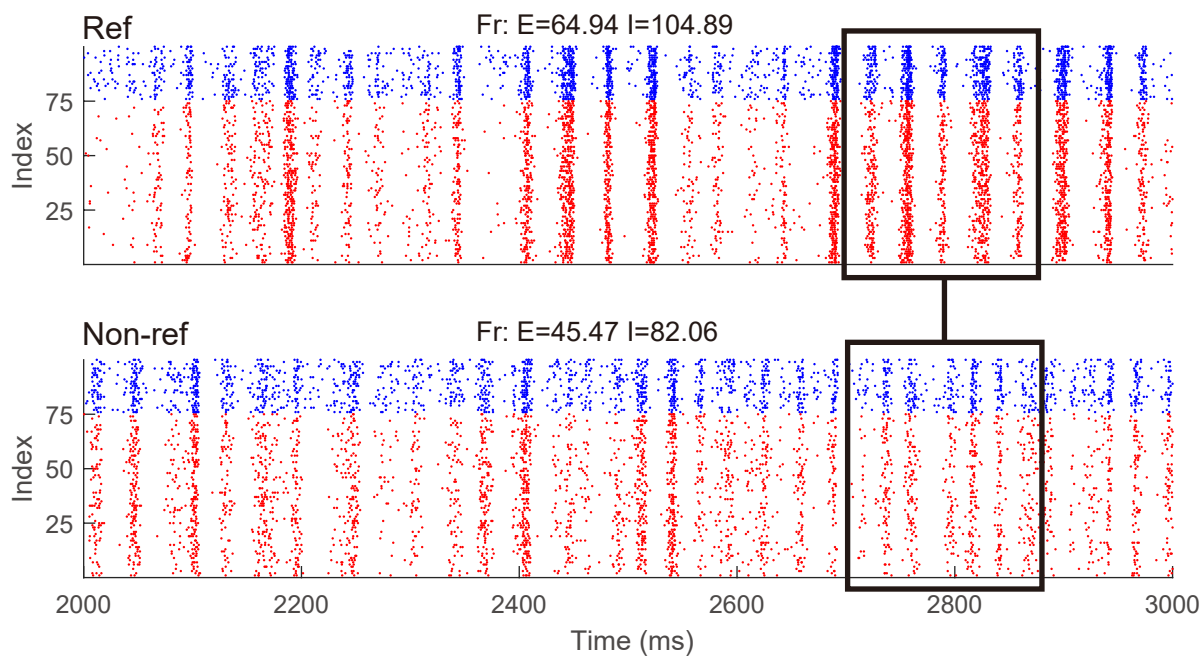 Ref
Fr: E=64.94 I=104.89
75
50
25
Index
Non-ref
Fr: E=45.47 I=82.06
75
50
25
Index
2000 2200 2400 2600 2800 3000
Time (ms)